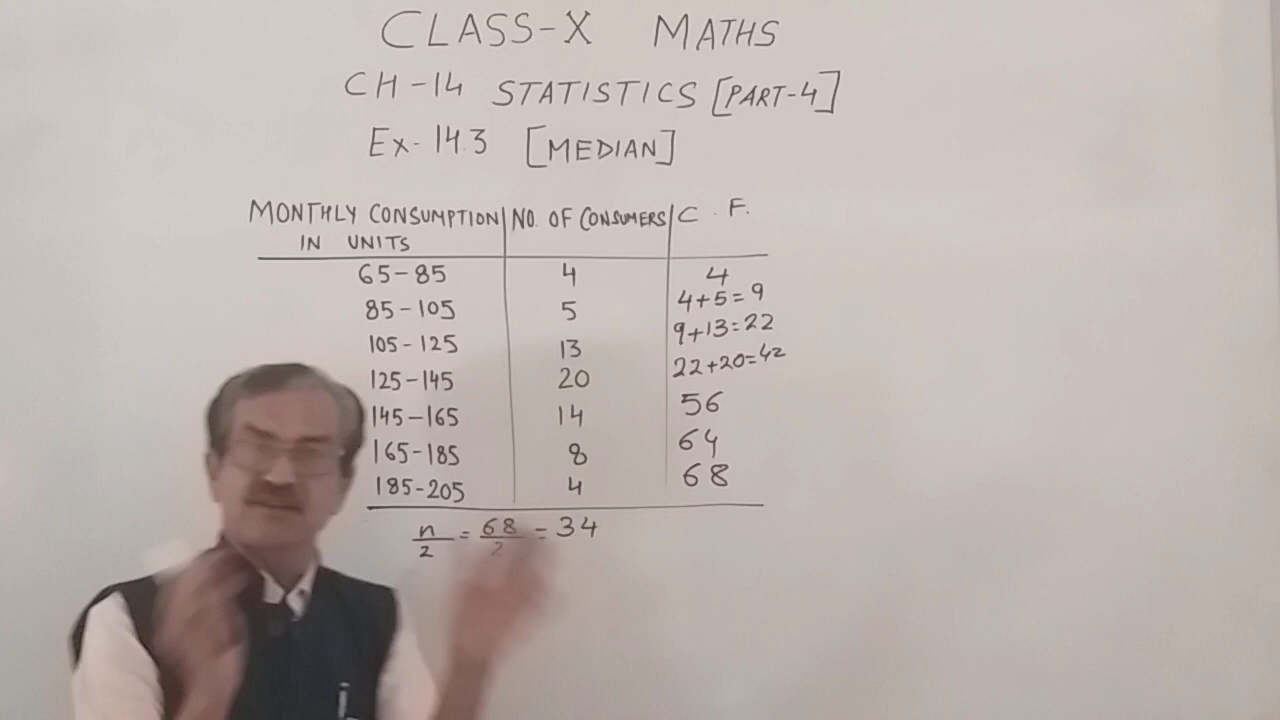 CLASS-X MATHS
CH-14 STATISTICS [PART-4]
Ex-14.3 [MEDIAN]
MONTHLY CONSUMPTION IN UNITS | NO. OF CONSUMERS | C.F.
65-85 4 4
85-105 5 4+5=9
105-125 13 9+13=22
125-145 20 22+20=42
145-165 14 56
165-185 8 64
185-205 4 68
n/2 = 68/2 = 34